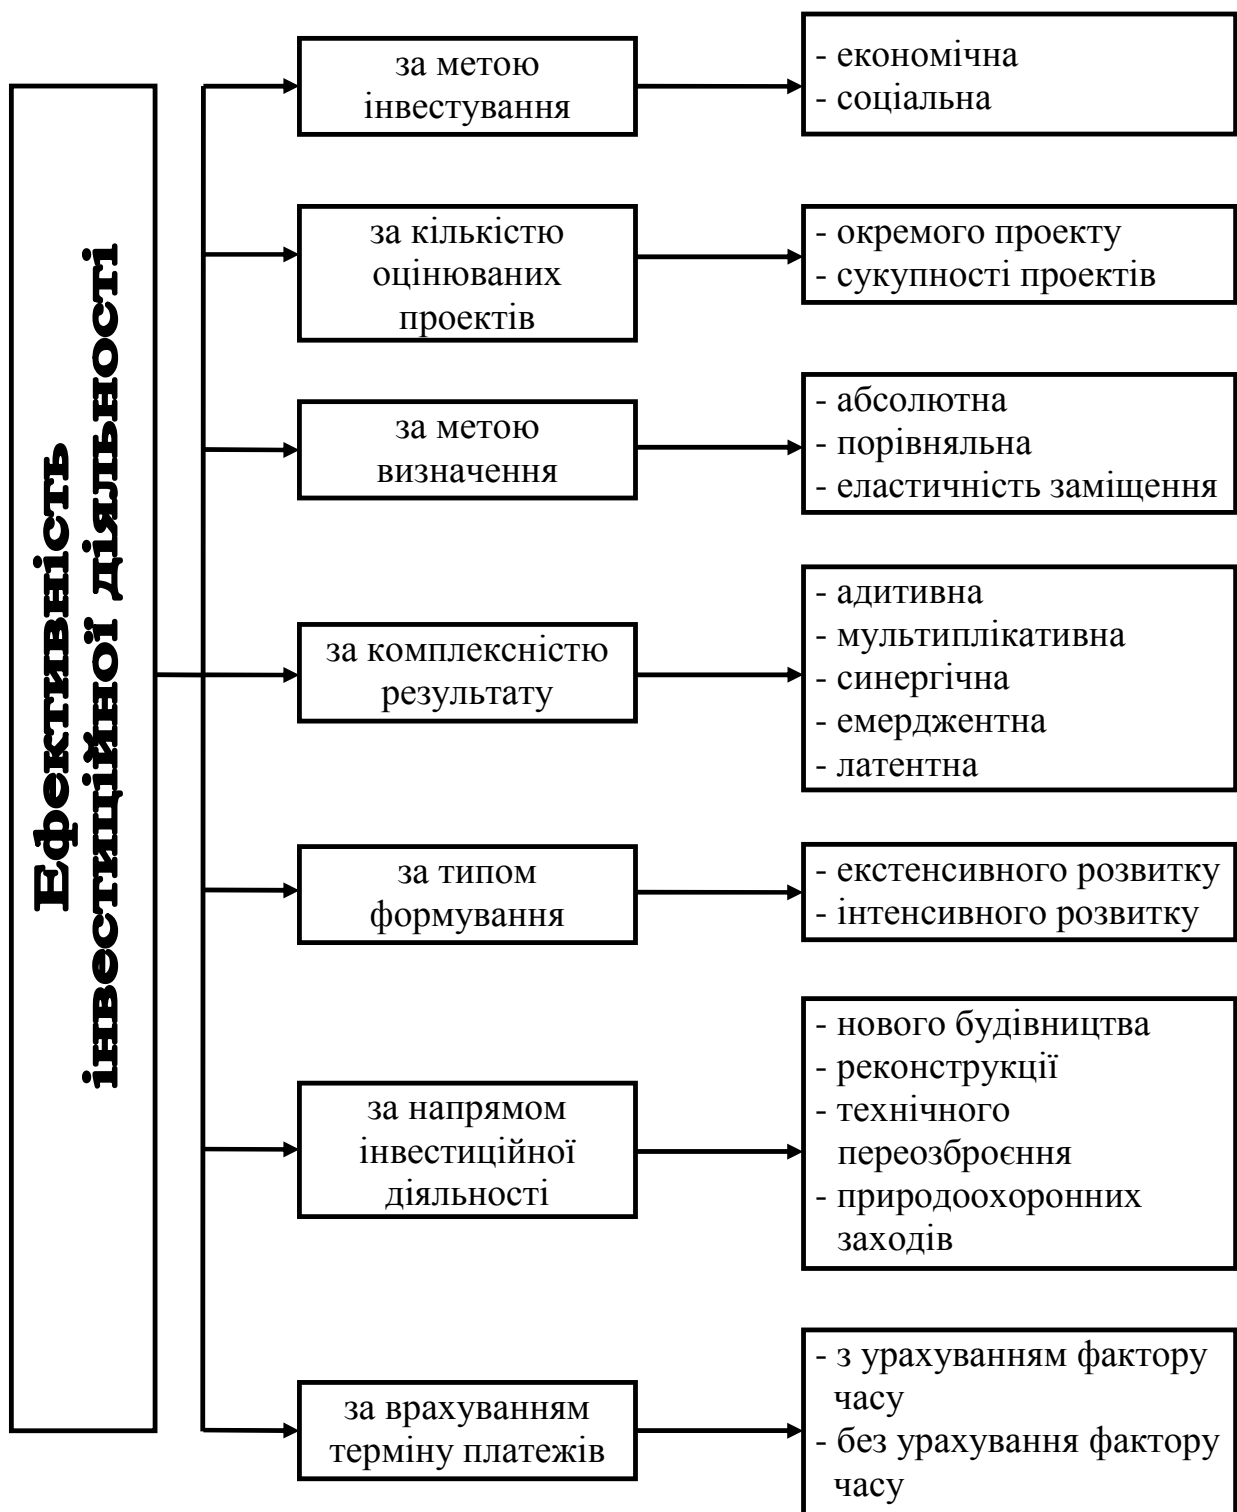 Ефективність
інвестиційної діяльності
за метою
інвестування
- економічна
- соціальна
за кількістю
оцінюваних
проектів
- окремого проекту
- сукупності проектів
за метою
визначення
- абсолютна
- порівняльна
- еластичність заміщення
за комплексністю
результату
- адитивна
- мультиплікативна
- синергічна
- емерджентна
- латентна
за типом
формування
- екстенсивного розвитку
- інтенсивного розвитку
за напрямом
інвестиційної
діяльності
- нового будівництва
- реконструкції
- технічного
переозброєння
- природоохоронних
заходів
за врахуванням
терміну платежів
- з урахуванням фактору
часу
- без урахування фактору
часу